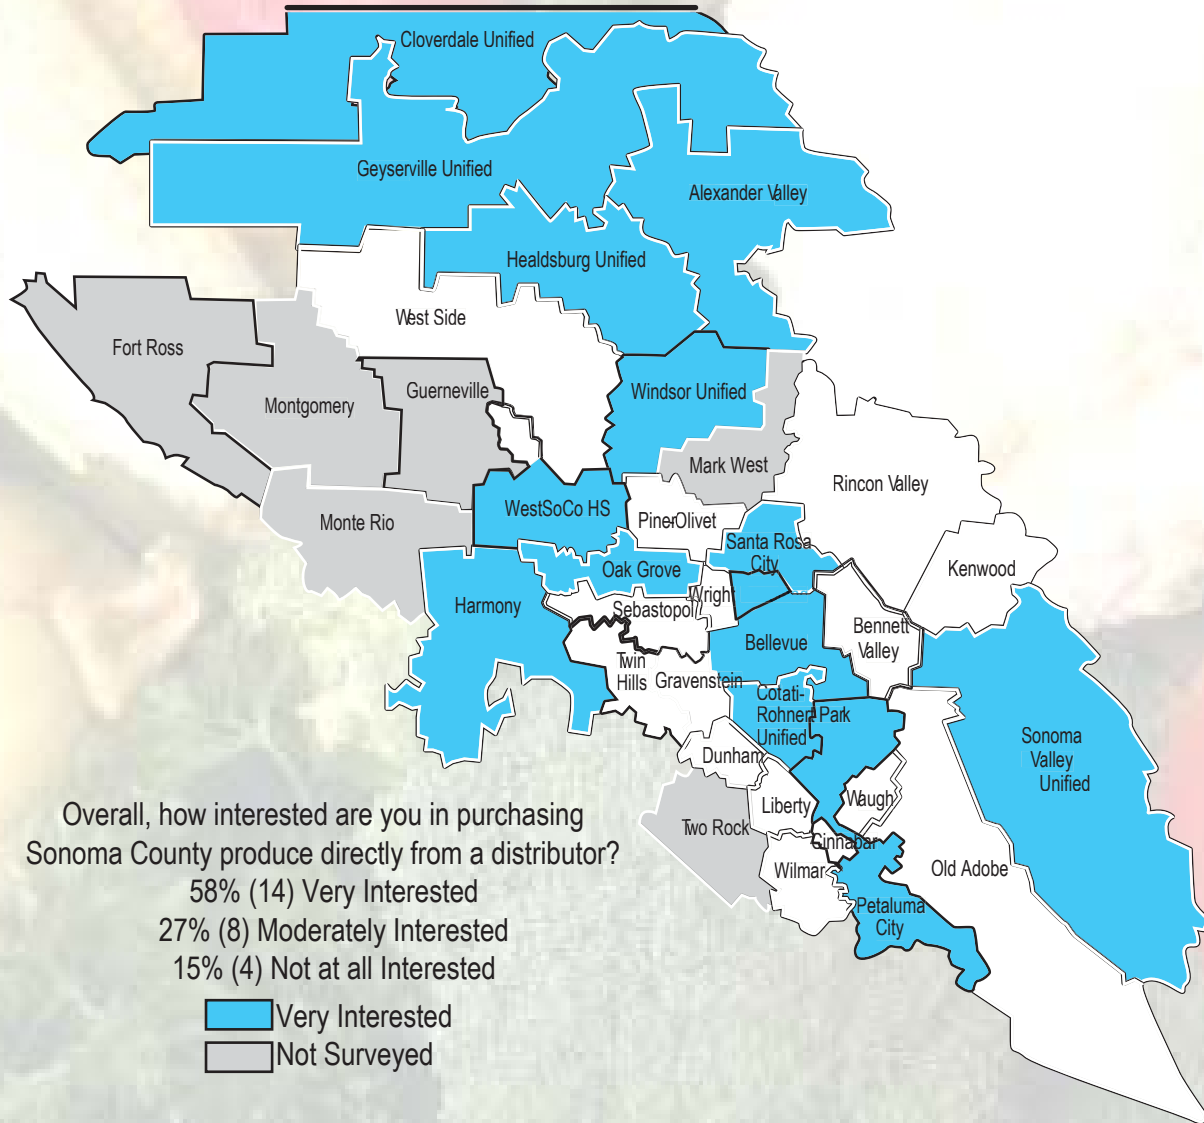 Cloverdale Unified
Geyserville Unified
Alexander Valley
Healdsburg Unified
West Side
Fort Ross
Windsor Unified
Guerneville
Montgomery
Mark West
Rincon Valley
WestSoCo HS
Monte Rio
PinerOlivet
Santa Rosa
City
Oak Grove
Kenwood
Wright
Harmony
Sebastopol
Bennett
Valley
Bellevue
Twin
Hills
Gravenstein
Cotati-
Rohnert Park
Unified
Sonoma
Valley
Unified
Dunham
Liberty
Waugh
Two Rock
Cinnabar
Wilmar
Old Adobe
Petaluma
City
Overall, how interested are you in purchasing
Sonoma County produce directly from a distributor?
58% (14) Very Interested
27% (8) Moderately Interested
15% (4) Not at all Interested
Very Interested
Not Surveyed